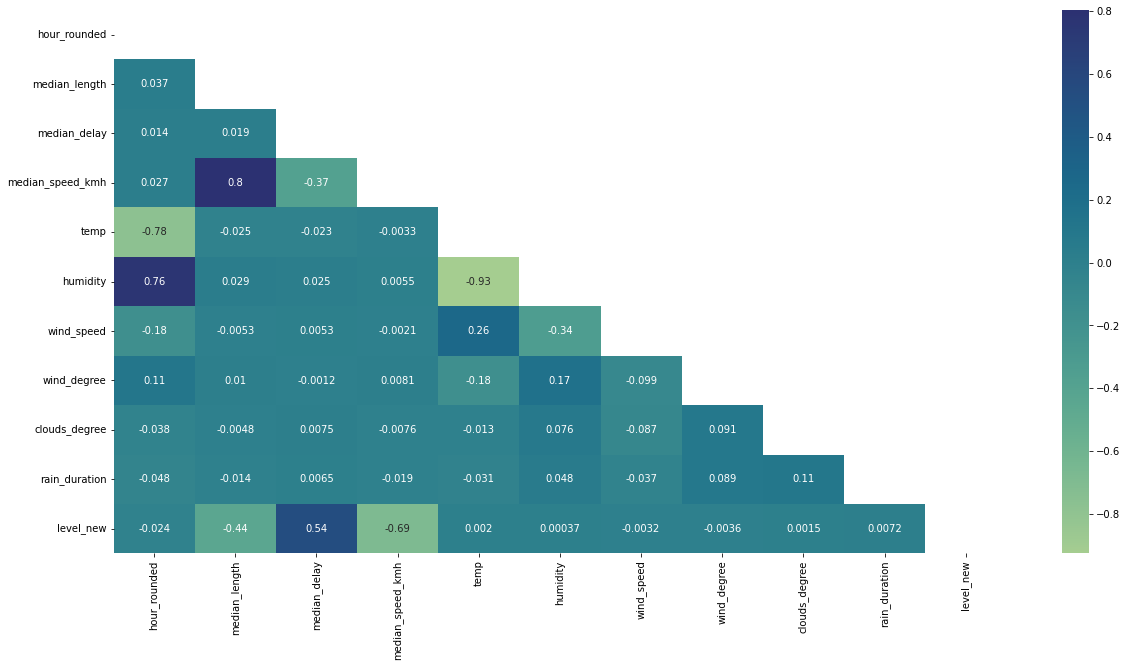 hour_rounded
median_length 0.037
median_delay 0.014 0.019
median_speed_kmh 0.027 0.8 -0.37
temp -0.78 -0.025 -0.023 -0.0033
humidity 0.76 0.029 0.025 0.0055 -0.93
wind_speed -0.18 -0.0053 0.0053 -0.0021 0.26 -0.34
wind_degree 0.11 0.01 -0.0012 0.0081 -0.18 0.17 -0.099
clouds_degree -0.038 -0.0048 0.0075 -0.0076 -0.013 0.076 -0.087 0.091
rain_duration -0.048 -0.014 0.0065 -0.019 -0.031 0.048 -0.037 0.089 0.11
level_new -0.024 -0.44 0.54 -0.69 0.002 0.00037 -0.0032 -0.0036 0.0015 0.0072
hour_rounded
median_length
median_delay
median_speed_kmh
temp
humidity
wind_speed
wind_degree
clouds_degree
rain_duration
level_new
0.8
0.6
0.4
0.2
0.0
-0.2
-0.4
-0.6
-0.8